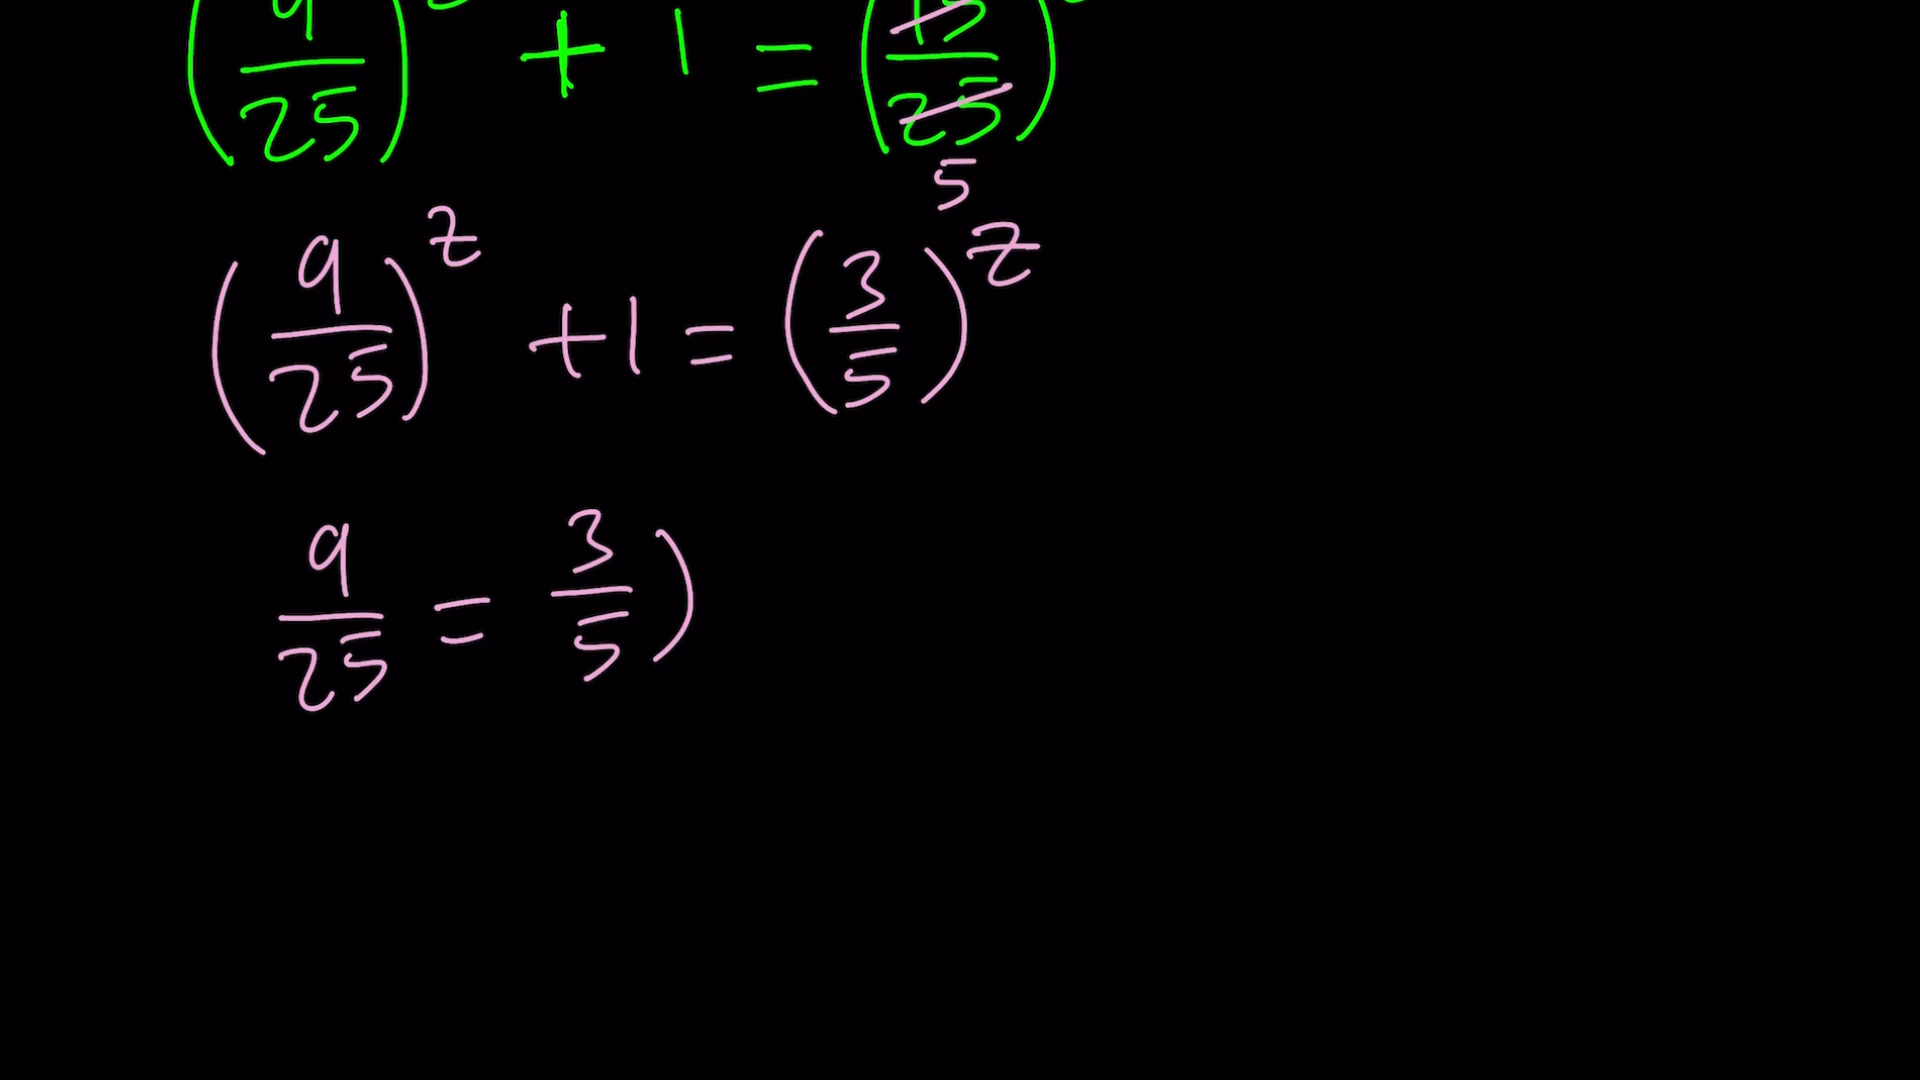 (9/25)^z + 1 = (15/25)^z
5
(9/25)^z + 1 = (3/5)^z
9/25 = 3/5)